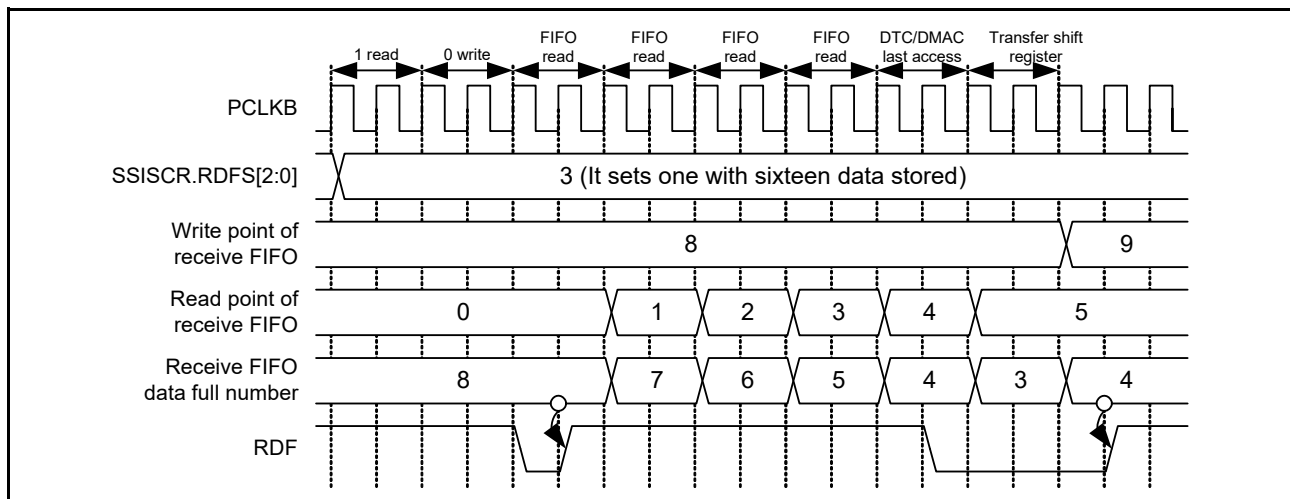 1 read
0 write
FIFO
read
FIFO
read
FIFO
read
FIFO
read
DTC/DMAC
last access
Transfer shift
register
PCLKB
SSISCR.RDFS[2:0]
3 (It sets one with sixteen data stored)
Write point of
receive FIFO
8
9
Read point of
receive FIFO
0
1
2
3
4
5
Receive FIFO
data full number
8
7
6
5
4
3
4
RDF